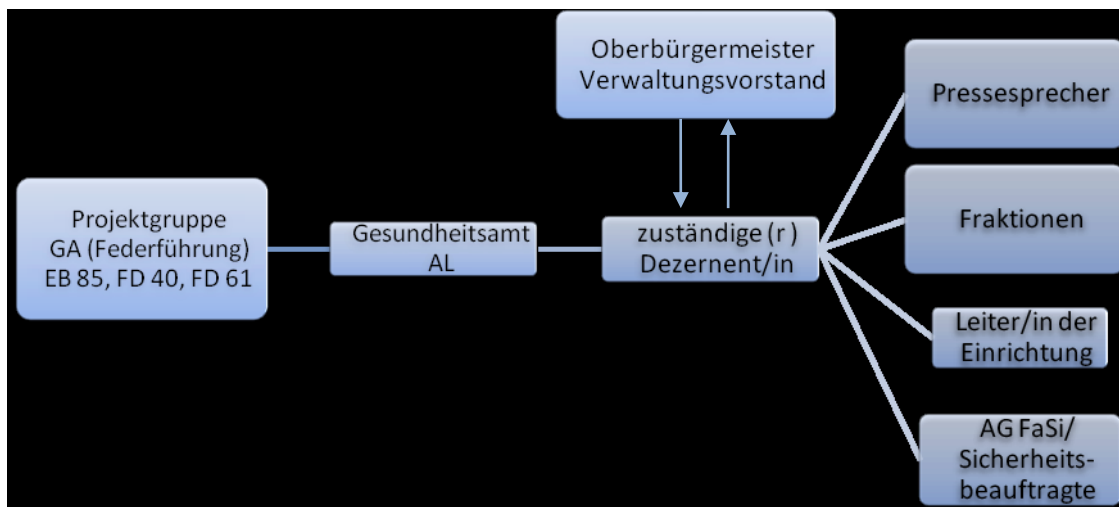 Oberbürgermeister
Verwaltungsvorstand
Pressesprecher
Projektgruppe
GA (Federführung)
EB 85, FD 40, FD 61
Gesundheitsamt
AL
zuständige (r )
Dezernent/in
Fraktionen
Leiter/in der
Einrichtung
AG FaSi/
Sicherheits-
beauftragte